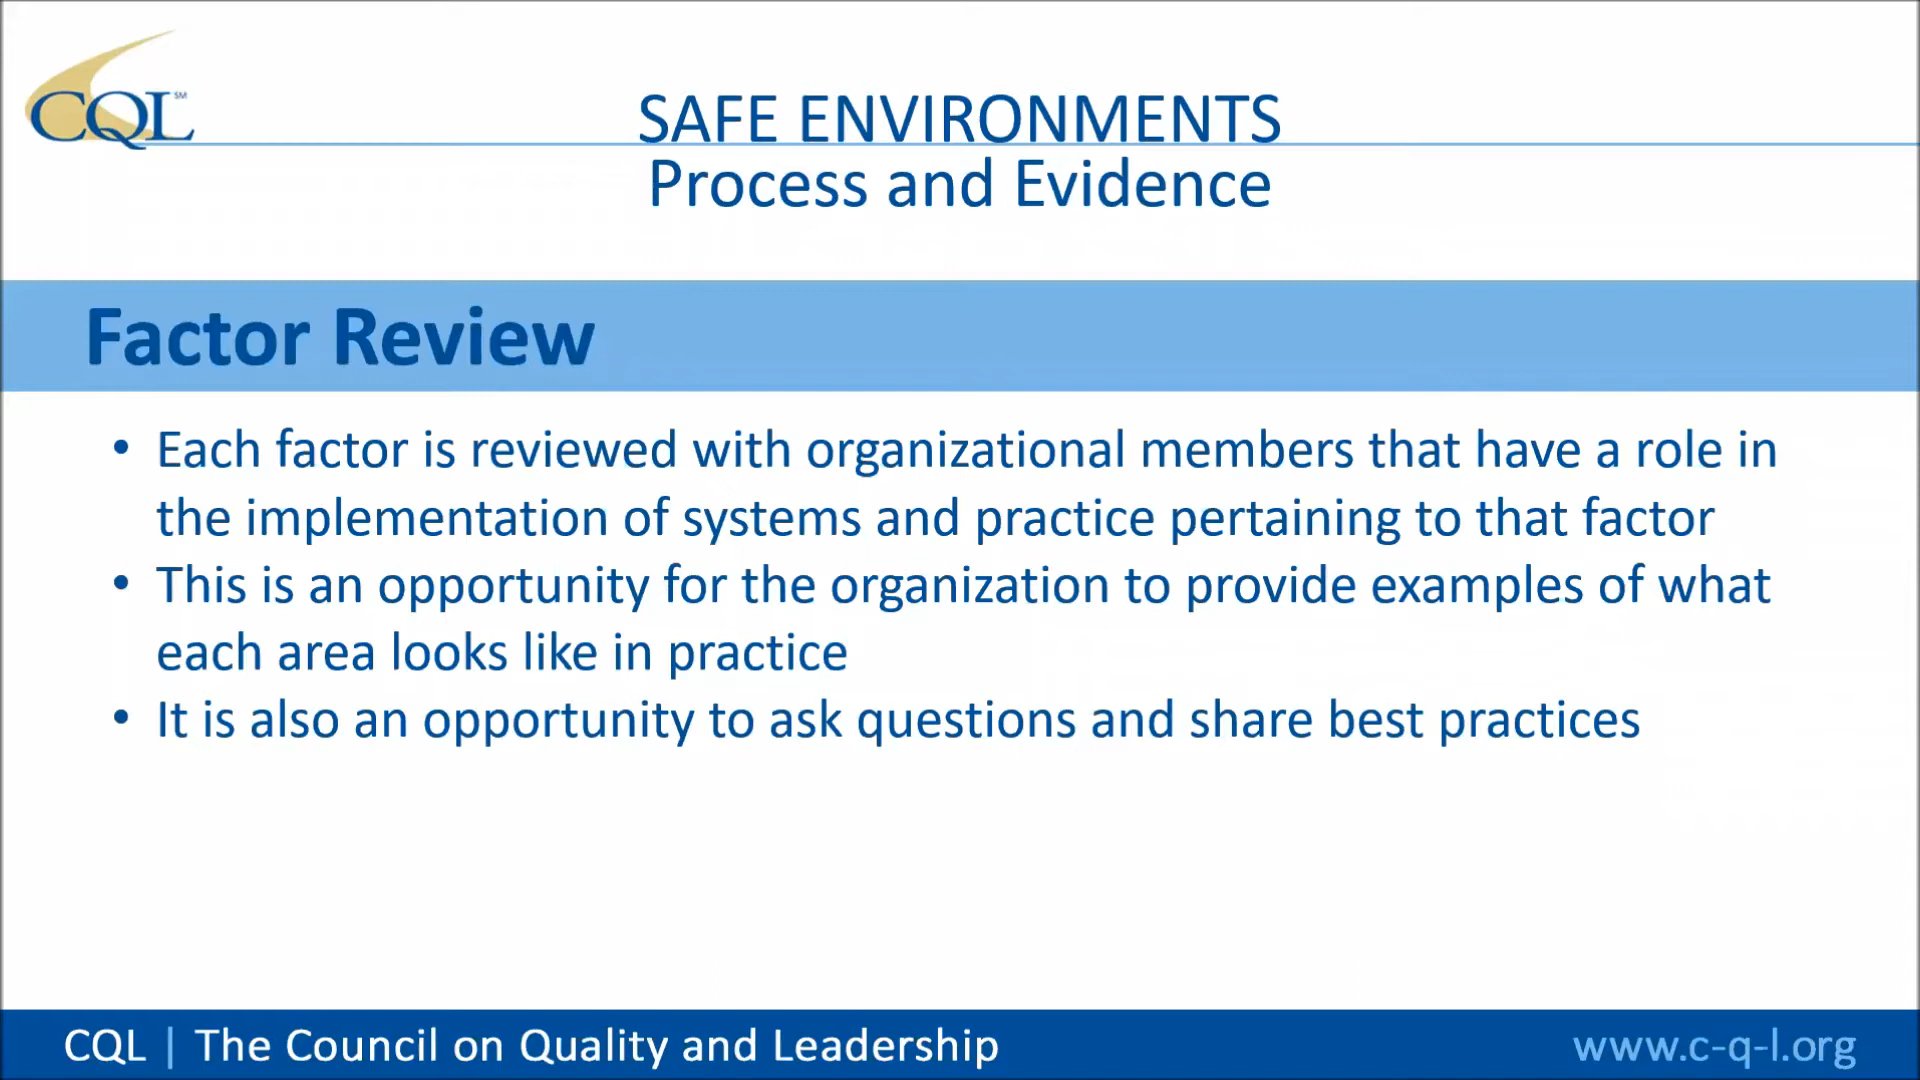 CQL SM
SAFE ENVIRONMENTS
Process and Evidence
Factor Review
• Each factor is reviewed with organizational members that have a role in
the implementation of systems and practice pertaining to that factor
• This is an opportunity for the organization to provide examples of what
each area looks like in practice
• It is also an opportunity to ask questions and share best practices
CQL | The Council on Quality and Leadership
www.c-q-l.org